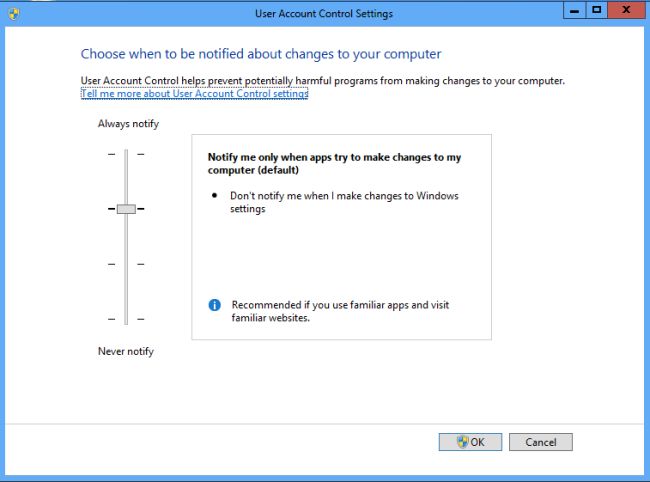 User Account Control Settings
Choose when to be notified about changes to your computer
User Account Control helps prevent potentially harmful programs from making changes to your computer.
Tell me more about User Account Control settings
Always notify
Notify me only when apps try to make changes to my
computer (default)
Don't notify me when I make changes to Windows
settings
Recommended if you use familiar apps and visit
familiar websites.
Never notify
OK
Cancel